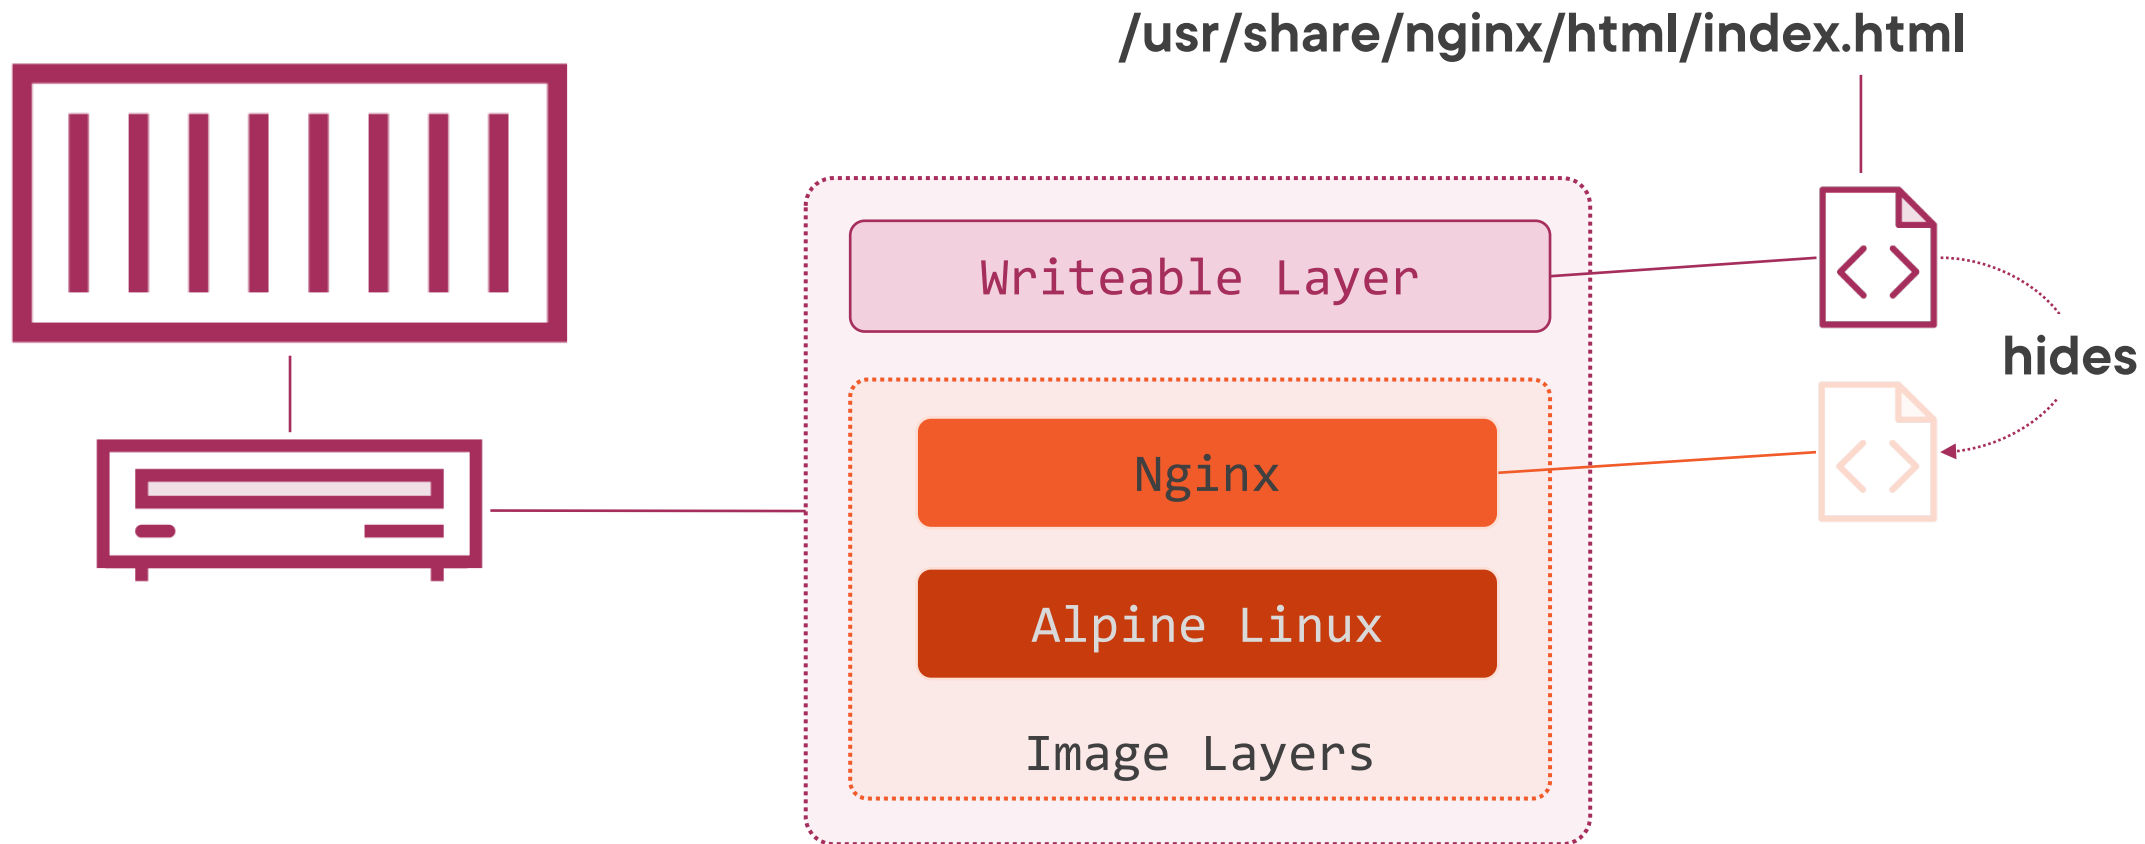 /usr/share/nginx/html/index.html
Writeable Layer
hides
Nginx
Alpine Linux
Image Layers